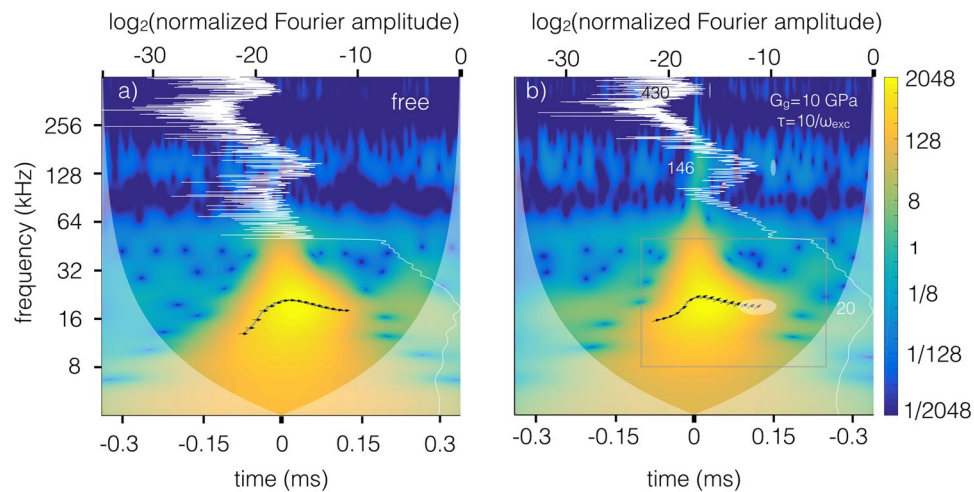 log₂(normalized Fourier amplitude)
log₂(normalized Fourier amplitude)
-30 -20 -10 0
-30 -20 -10 0
a)
free
b)
430
G_g=10 GPa
τ=10/ω_exc
146
20
frequency (kHz)
256
128
64
32
16
8
2048
128
8
1
1/8
1/128
1/2048
-0.3 -0.15 0 0.15 0.3
-0.3 -0.15 0 0.15 -0.3
time (ms)
time (ms)